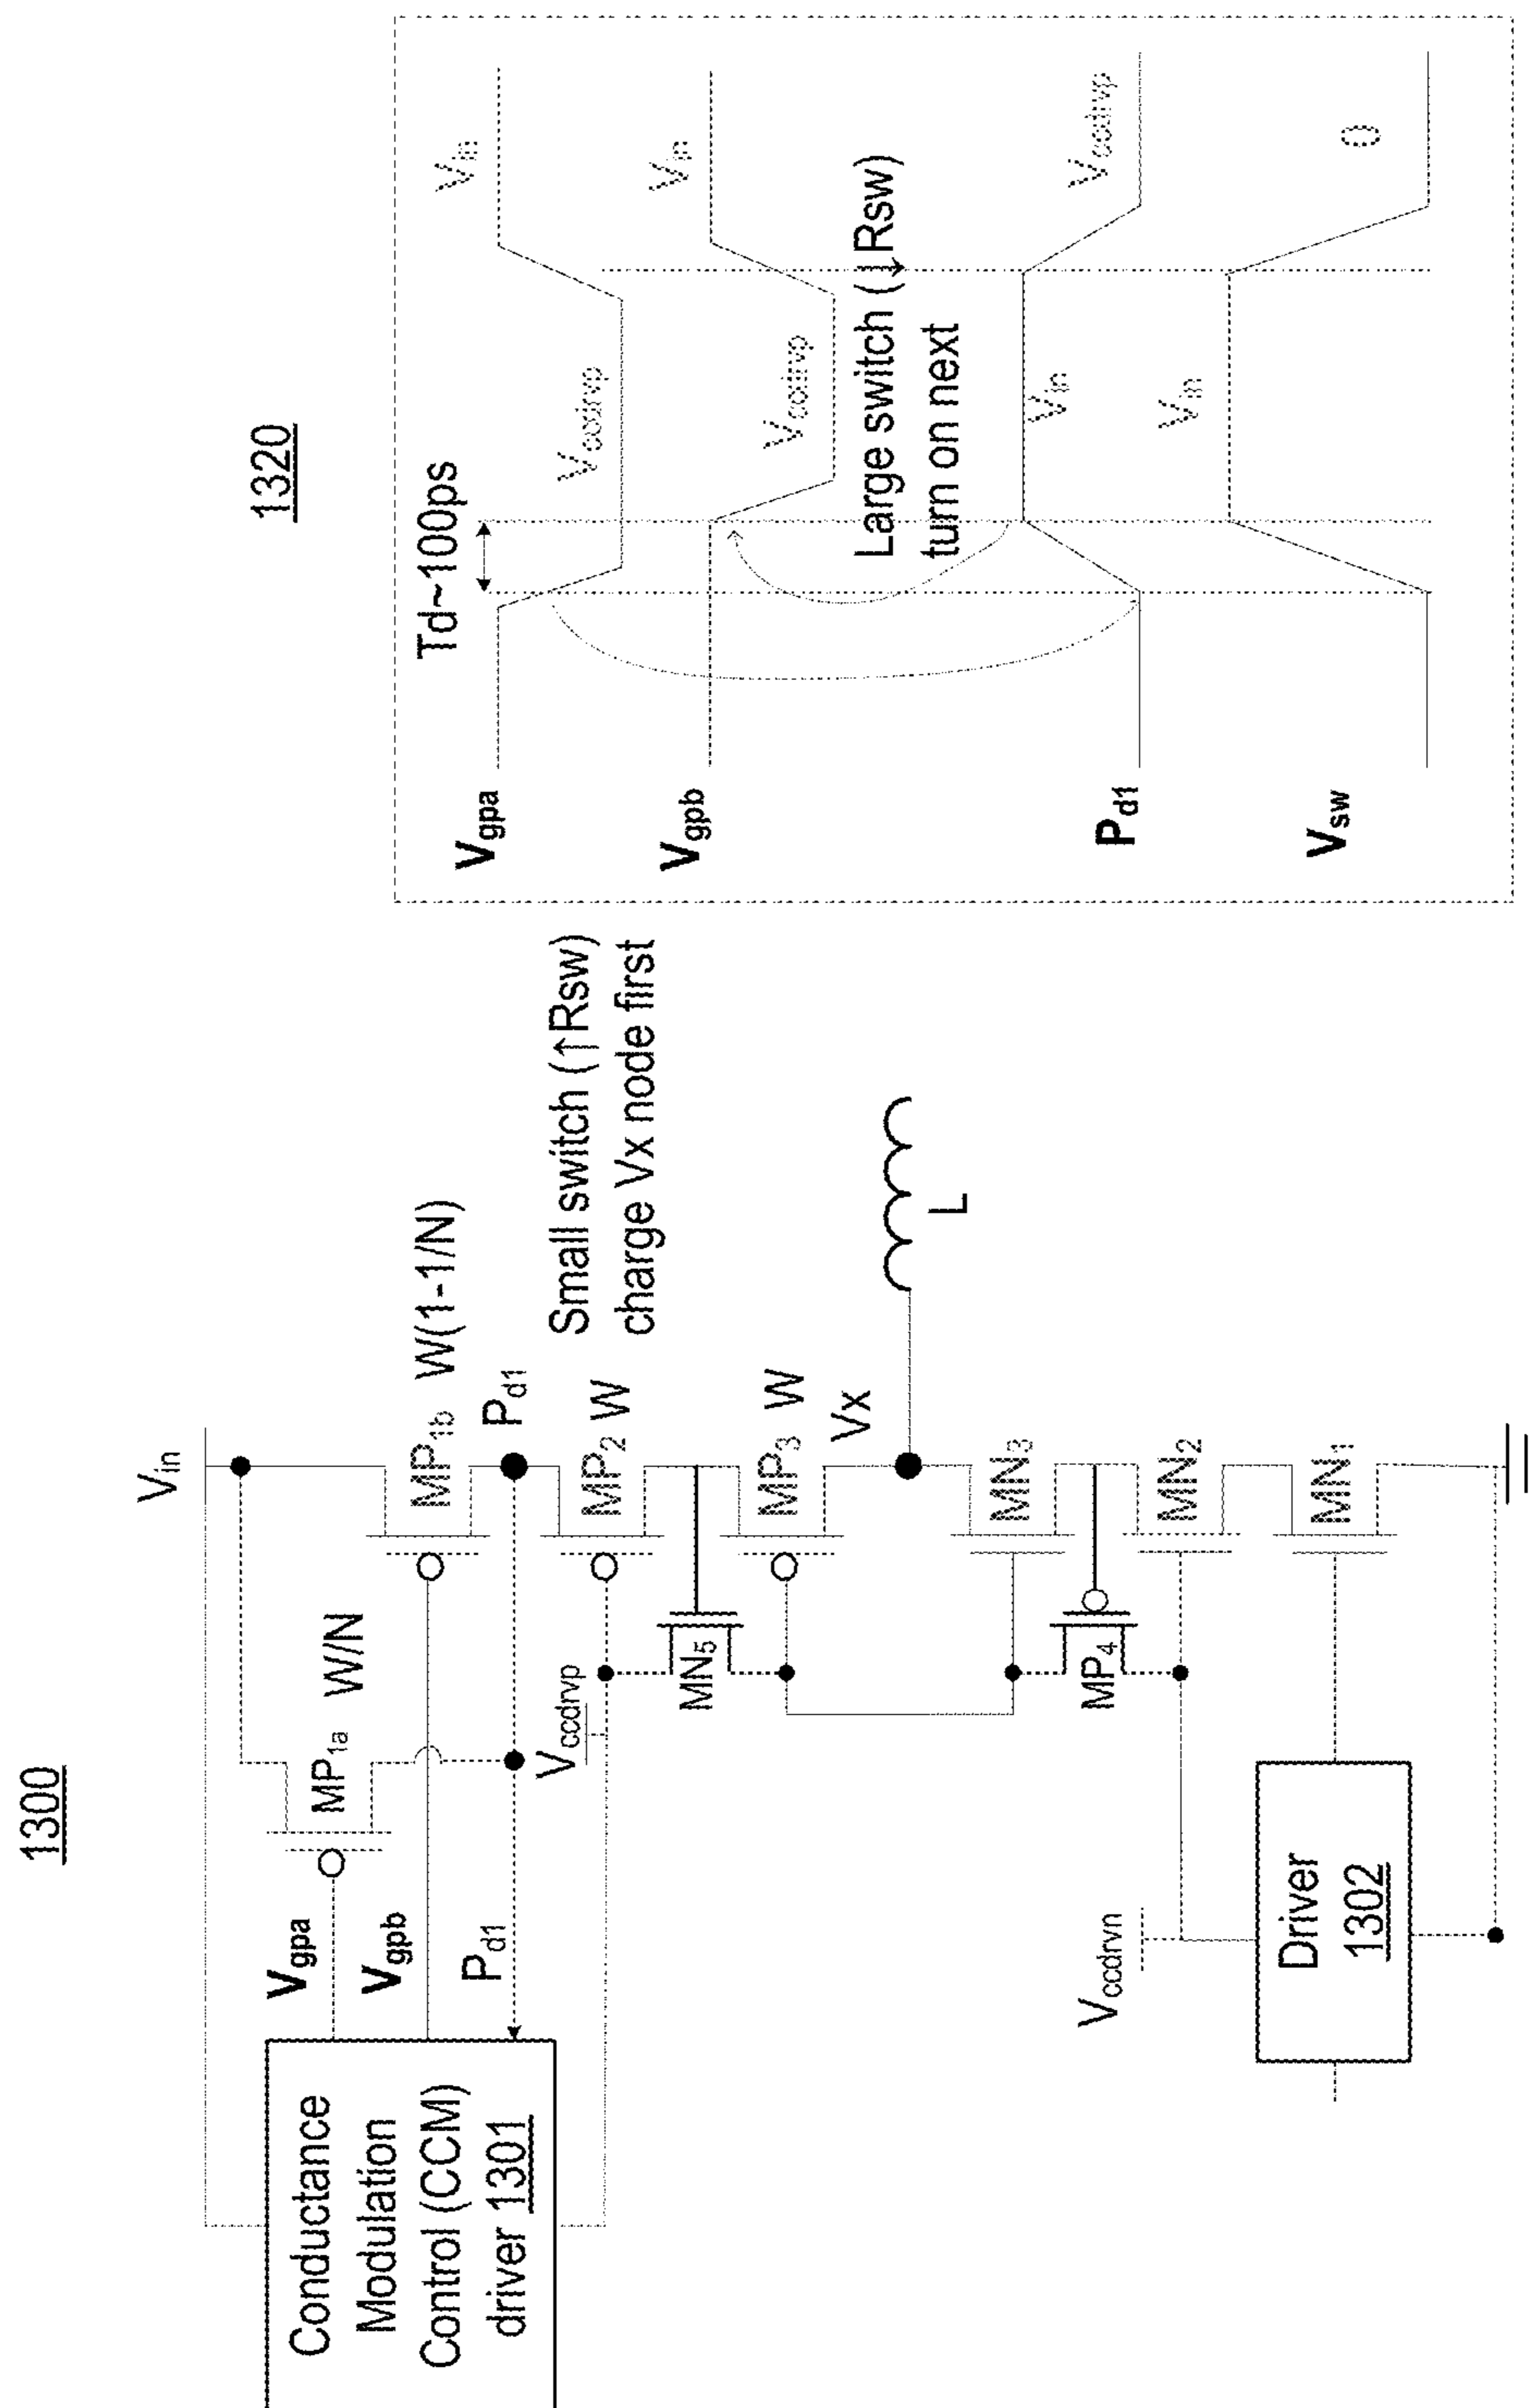 1300
1320
Conductance
Modulation
Control (CCM)
driver 1301
Vgpa
Vgpb
Pd1
Vin
MP1a W/N
MP1b W(1-1/N)
Pd1
Small switch (↑Rsw)
charge Vx node first
Vccdrvp
MP2 W
MN5
MP3 W
Vx
L
MN3
MP4
MN2
MN1
Vccdrvn
Driver
1302
Td~100ps
Vgpa
Vccdrvp
Vin
Vgpb
Vccdrvp
Vin
Large switch (↓Rsw)
turn on next
Pd1
Vin
Vccdrvp
Vsw
Vin
0